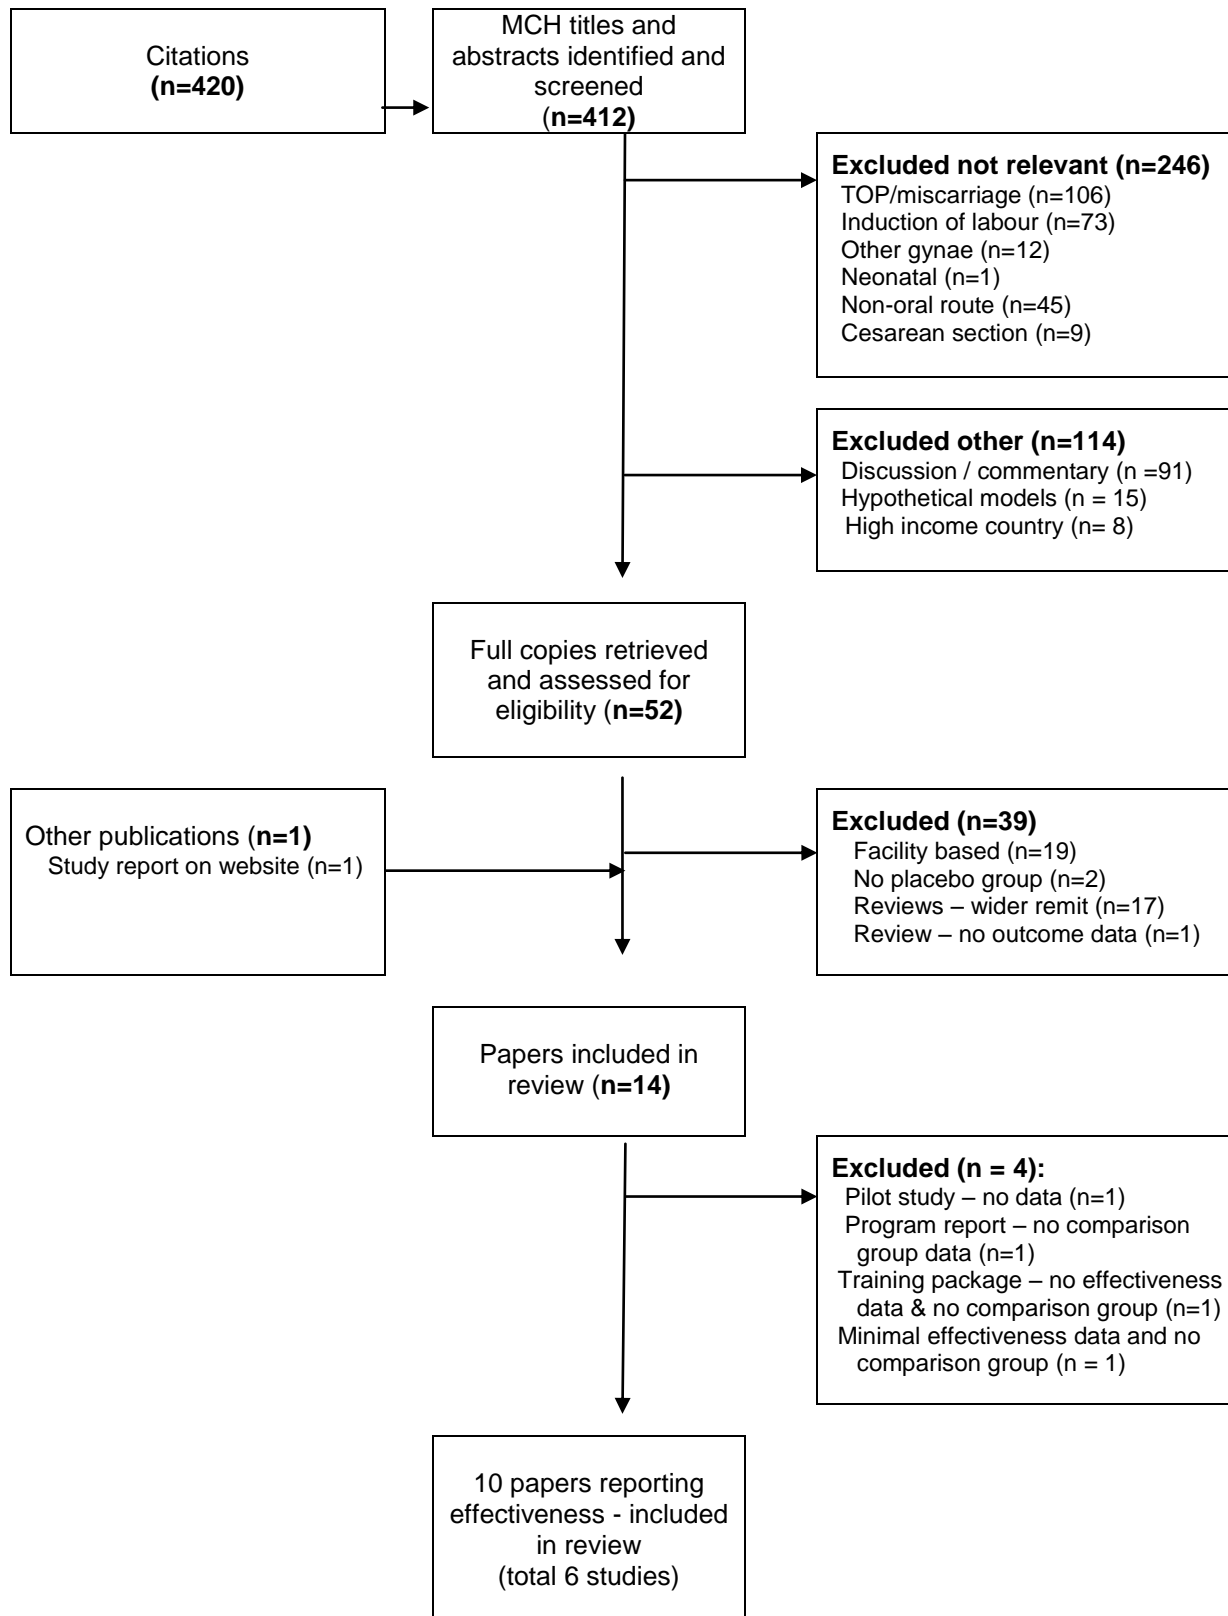 Citations
(n=420)
MCH titles and
abstracts identified and
screened
(n=412)
Excluded not relevant (n=246)
TOP/miscarriage (n=106)
Induction of labour (n=73)
Other gynae (n=12)
Neonatal (n=1)
Non-oral route (n=45)
Cesarean section (n=9)
Excluded other (n=114)
Discussion / commentary (n =91)
Hypothetical models (n = 15)
High income country (n= 8)
Full copies retrieved
and assessed for
eligibility (n=52)
Other publications (n=1)
Study report on website (n=1)
Excluded (n=39)
Facility based (n=19)
No placebo group (n=2)
Reviews – wider remit (n=17)
Review – no outcome data (n=1)
Papers included in
review (n=14)
Excluded (n = 4):
Pilot study – no data (n=1)
Program report – no comparison
group data (n=1)
Training package – no effectiveness
data & no comparison group (n=1)
Minimal effectiveness data and no
comparison group (n = 1)
10 papers reporting
effectiveness - included
in review
(total 6 studies)